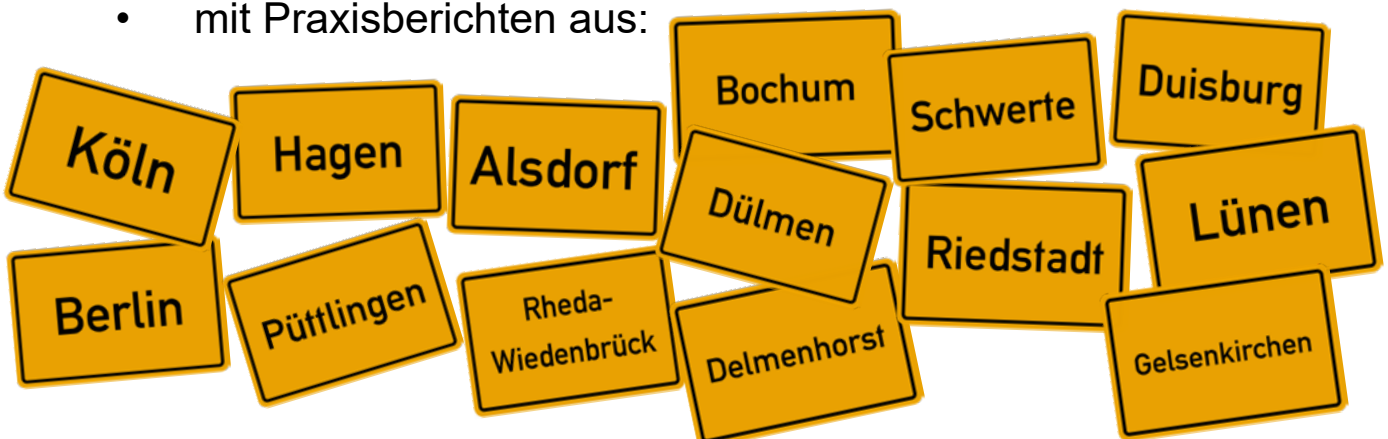 • mit Praxisberichten aus:
Köln
Hagen
Alsdorf
Bochum
Schwerte
Duisburg
Dülmen
Riedstadt
Lünen
Berlin
Püttlingen
Rheda-
Wiedenbrück
Delmenhorst
Gelsenkirchen